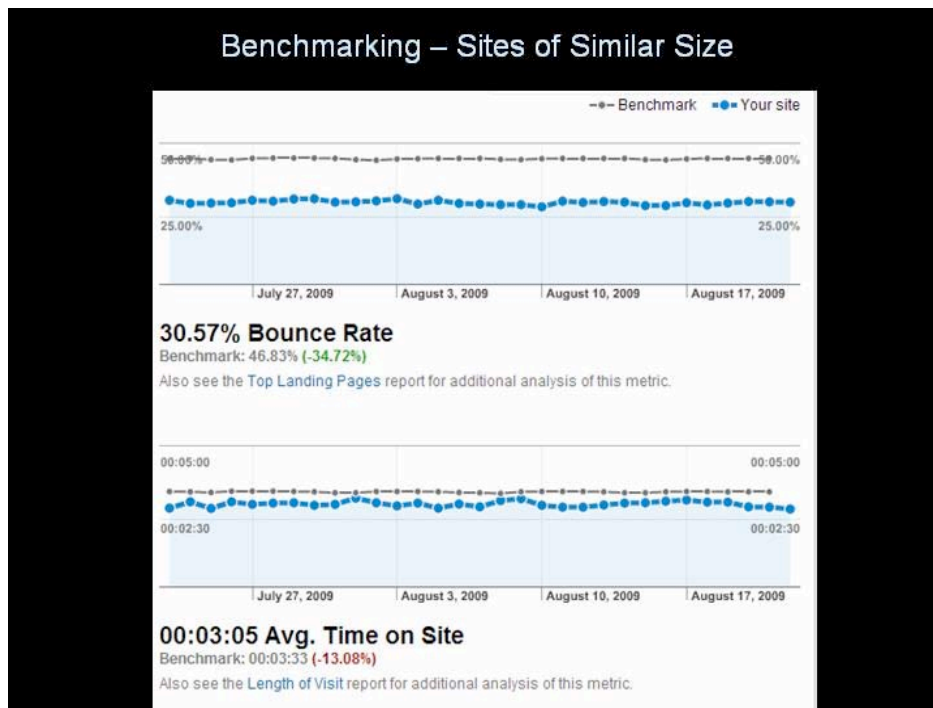 Benchmarking – Sites of Similar Size
Benchmark Your site
50.00% 50.00%
25.00% 25.00%
July 27, 2009 August 3, 2009 August 10, 2009 August 17, 2009
30.57% Bounce Rate
Benchmark: 46.83% (-34.72%)
Also see the Top Landing Pages report for additional analysis of this metric.
00:05:00 00:05:00
00:02:30 00:02:30
July 27, 2009 August 3, 2009 August 10, 2009 August 17, 2009
00:03:05 Avg. Time on Site
Benchmark: 00:03:33 (-13.08%)
Also see the Length of Visit report for additional analysis of this metric.